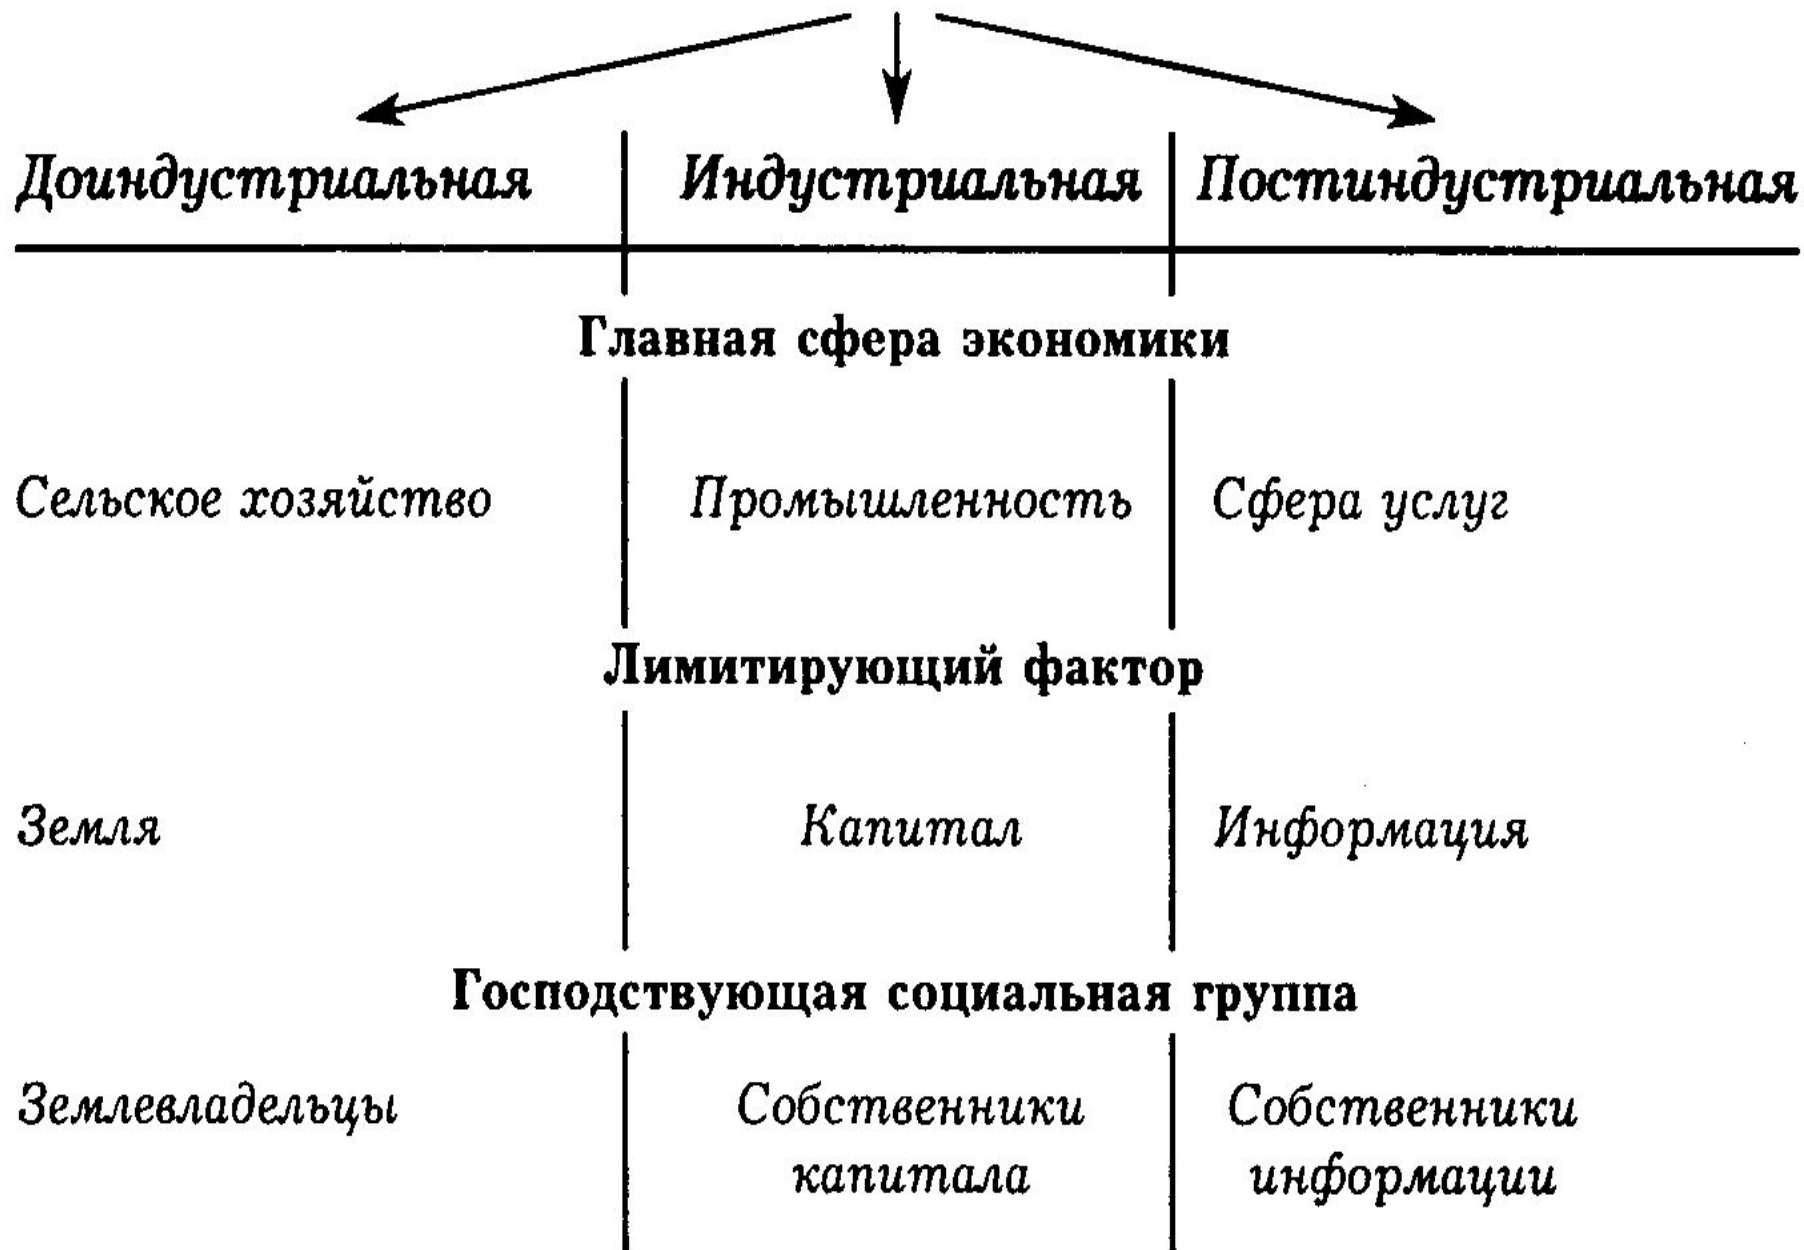 Доиндустриальная Индустриальная Постиндустриальная
Главная сфера экономики
Сельское хозяйство Промышленность Сфера услуг
Лимитирующий фактор
Земля Капитал Информация
Господствующая социальная группа
Землевладельцы Собственники Собственники
капитала информации